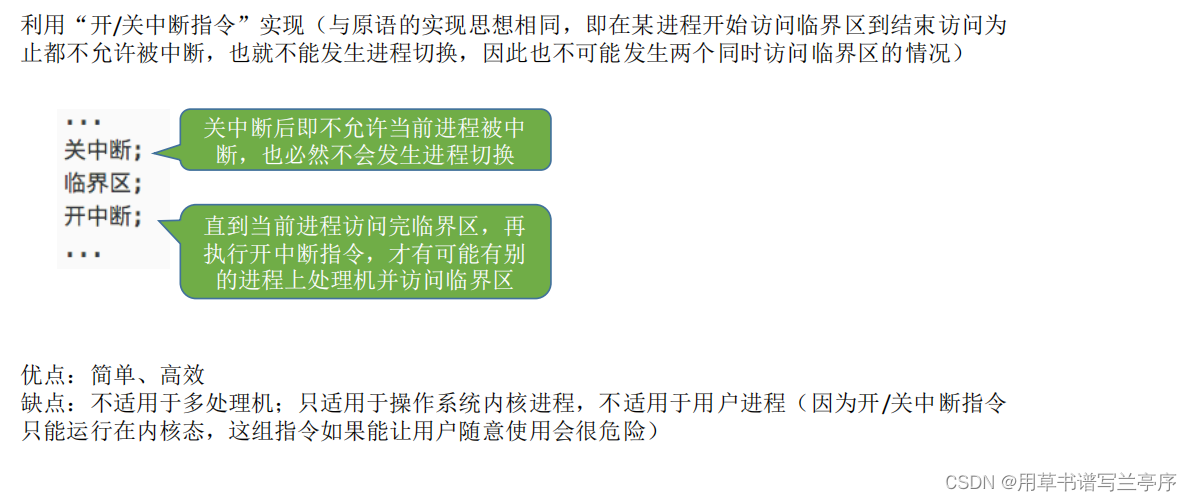 利用“开/关中断指令”实现（与原语的实现思想相同，即在某进程开始访问临界区到结束访问为
止都不允许被中断，也就不能发生进程切换，因此也不可能发生两个同时访问临界区的情况）
...
关中断;
临界区;
开中断;
...
关中断后即不允许当前进程被中
断，也必然不会发生进程切换
直到当前进程访问完临界区，再
执行开中断指令，才有可能有别
的进程上处理机并访问临界区
优点：简单、高效
缺点：不适用于多处理机；只适用于操作系统内核进程，不适用于用户进程（因为开/关中断指令
只能运行在内核态，这组指令如果能让用户随意使用会很危险）
CSDN @用草书谱写兰亭序